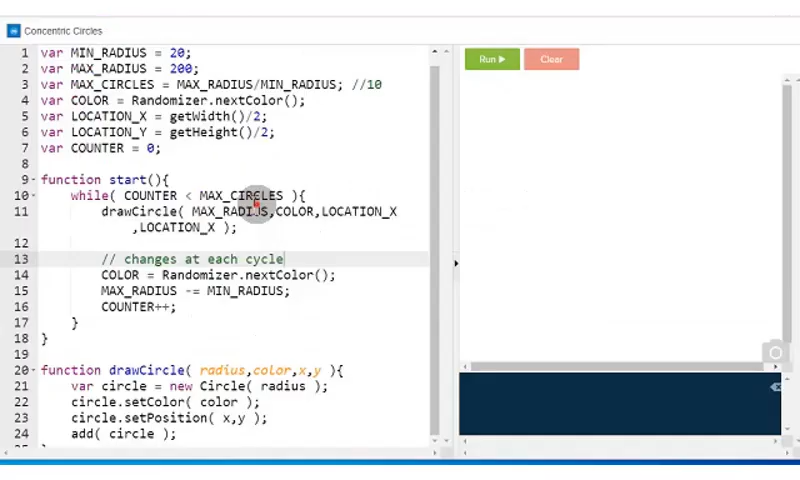 Concentric Circles
1 var MIN_RADIUS = 20;
2 var MAX_RADIUS = 200;
3 var MAX_CIRCLES = MAX_RADIUS/MIN_RADIUS; //10
4 var COLOR = Randomizer.nextColor();
5 var LOCATION_X = getWidth()/2;
6 var LOCATION_Y = getHeight()/2;
7 var COUNTER = 0;
8
9 function start(){
10 while( COUNTER < MAX_CIRCLES ){
11 drawCircle( MAX_RADIUS,COLOR,LOCATION_X
,LOCATION_X );
12
13 // changes at each cycle
14 COLOR = Randomizer.nextColor();
15 MAX_RADIUS -= MIN_RADIUS;
16 COUNTER++;
17 }
18 }
19
20 function drawCircle( radius,color,x,y ){
21 var circle = new Circle( radius );
22 circle.setColor( color );
23 circle.setPosition( x,y );
24 add( circle );
Run
Clear